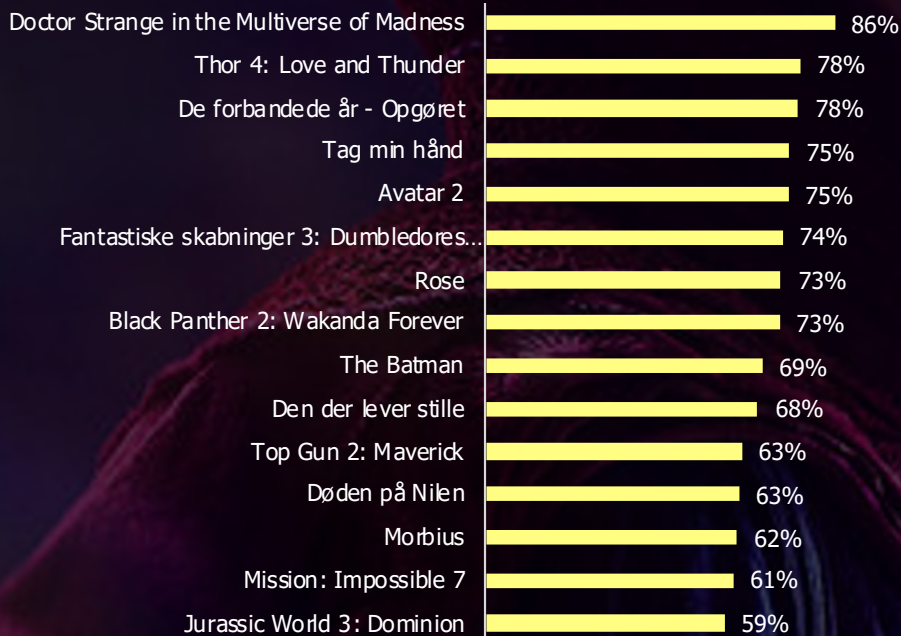 Doctor Strange in the Multiverse of Madness 86%
Thor 4: Love and Thunder 78%
De forbandede år - Opgøret 78%
Tag min hånd 75%
Avatar 2 75%
Fantastiske skabninger 3: Dumbledores... 74%
Rose 73%
Black Panther 2: Wakanda Forever 73%
The Batman 69%
Den der lever stille 68%
Top Gun 2: Maverick 63%
Døden på Nilen 63%
Morbius 62%
Mission: Impossible 7 61%
Jurassic World 3: Dominion 59%